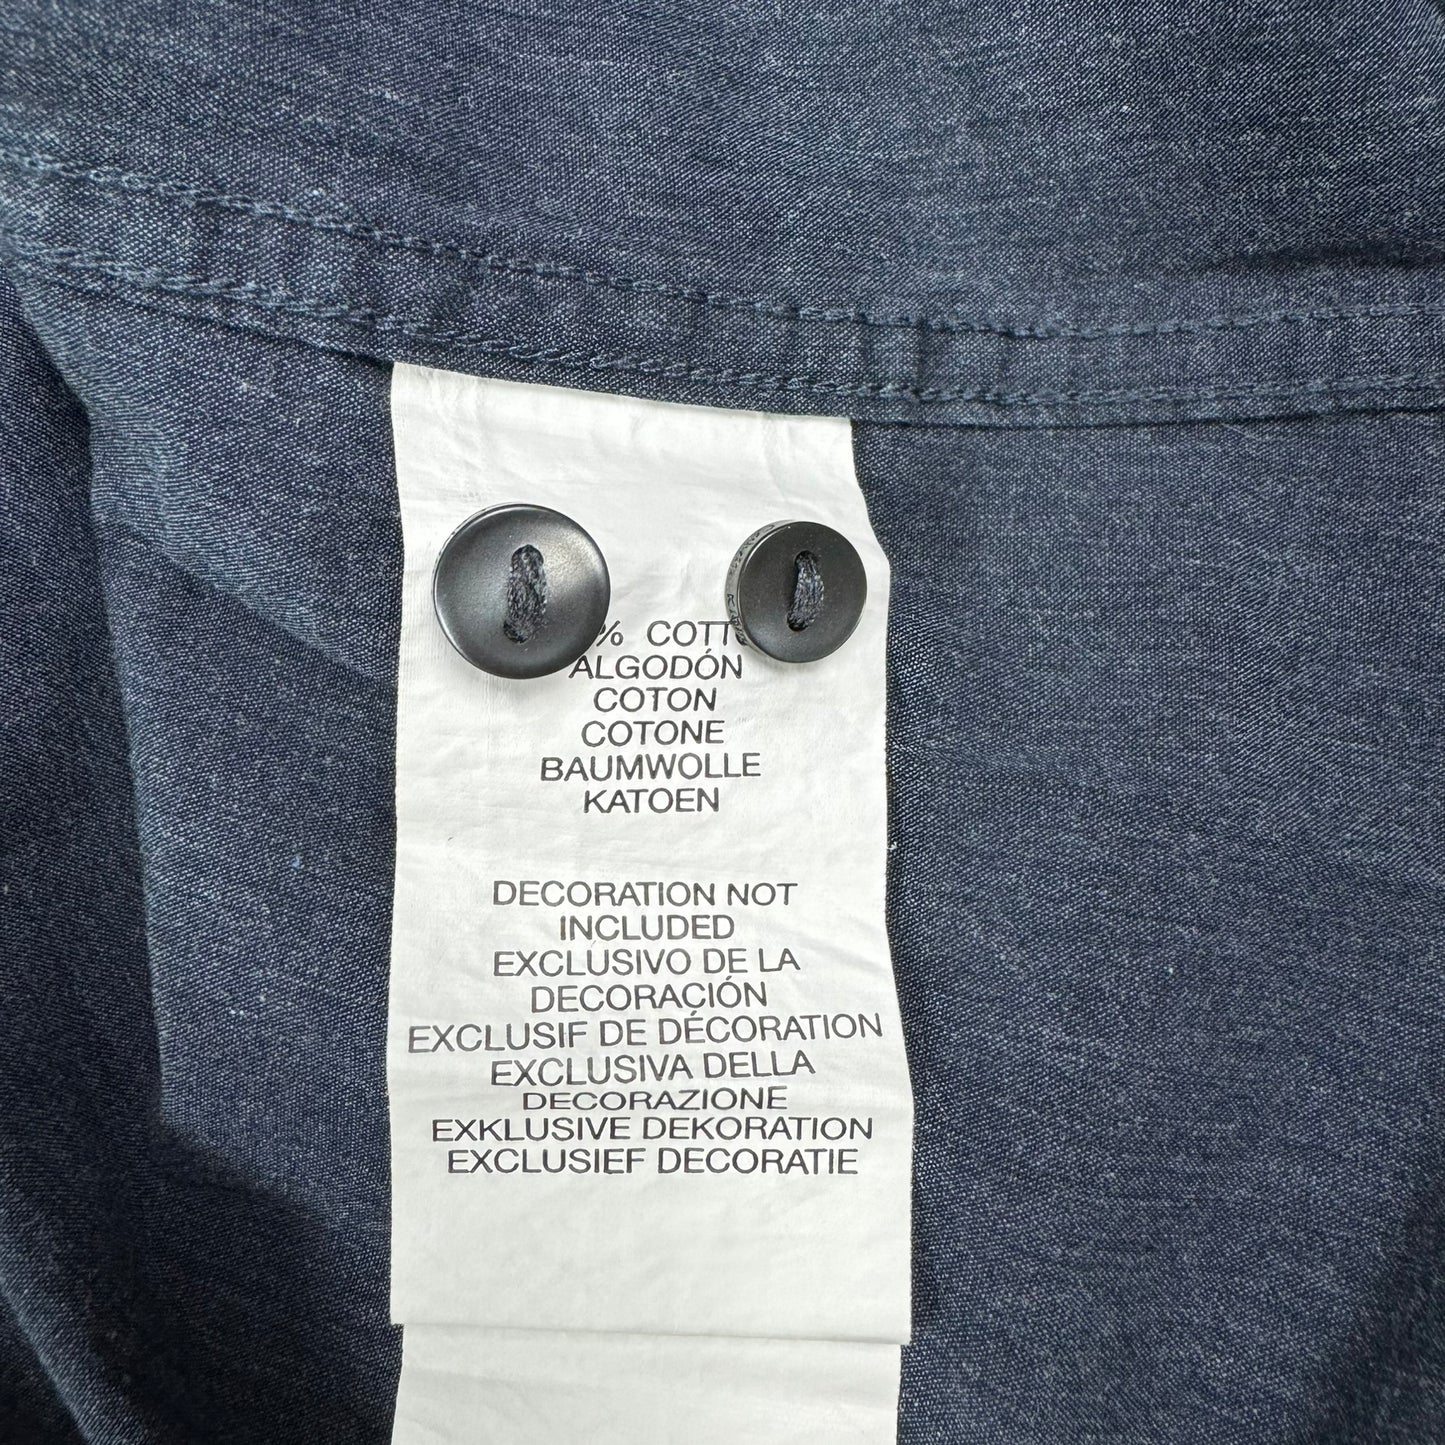 % COTT
ALGODÓN
COTON
COTONE
BAUMWOLLE
KATOEN
DECORATION NOT
INCLUDED
EXCLUSIVO DE LA
DECORACIÓN
EXCLUSIF DE DÉCORATION
EXCLUSIVA DELLA
DECORAZIONE
EXKLUSIVE DEKORATION
EXCLUSIEF DECORATIE